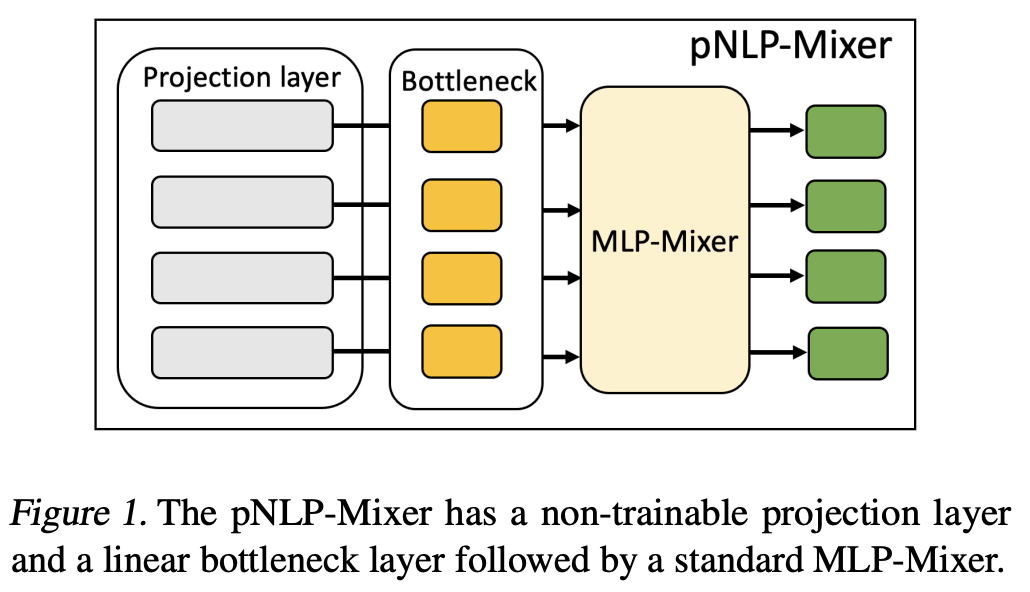 pNLP-Mixer
Projection layer
Bottleneck
MLP-Mixer
Figure 1. The pNLP-Mixer has a non-trainable projection layer
and a linear bottleneck layer followed by a standard MLP-Mixer.